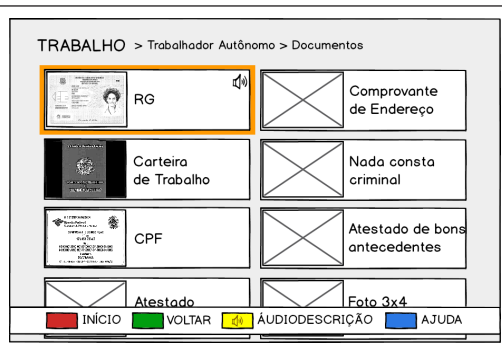 TRABALHO > Trabalhador Autônomo > Documentos
RG
Comprovante
de Endereço
Carteira
de Trabalho
Nada consta
criminal
CPF
Atestado de bons
antecedentes
Atestado
Foto 3x4
INÍCIO
VOLTAR
ÁUDIODESCRIÇÃO
AJUDA